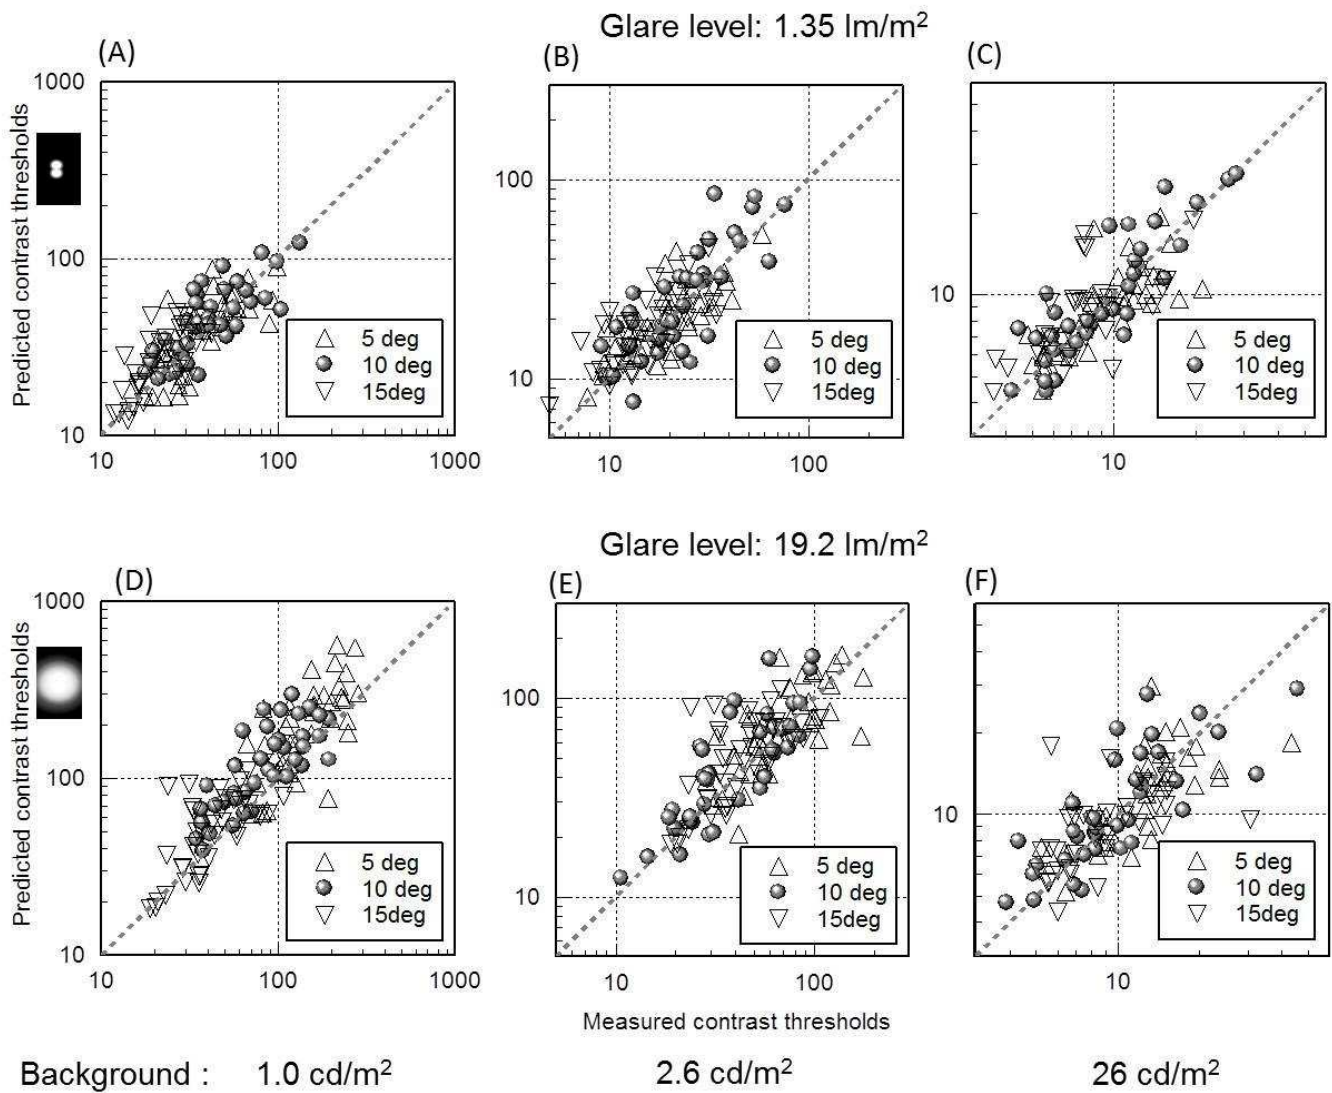 Glare level: 1.35 lm/m²
(A)
(B)
(C)
Predicted contrast thresholds
1000
100
10
10
100
1000
5 deg
10 deg
15deg
100
10
10
100
5 deg
10 deg
15deg
10
10
5 deg
10 deg
15deg
Glare level: 19.2 lm/m²
(D)
(E)
(F)
Predicted contrast thresholds
1000
100
10
10
100
1000
5 deg
10 deg
15deg
100
10
10
100
5 deg
10 deg
15deg
10
10
5 deg
10 deg
15deg
Measured contrast thresholds
Background : 1.0 cd/m² 2.6 cd/m² 26 cd/m²